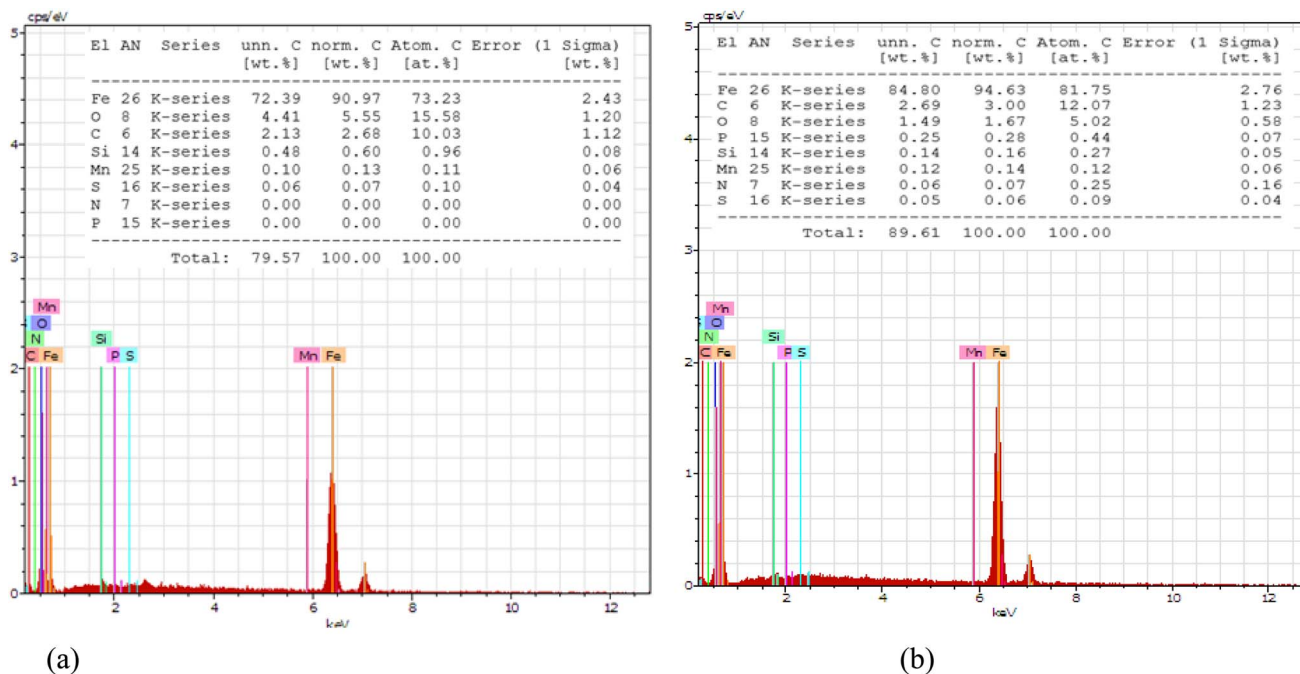 cps/eV
5
El AN Series unn. C norm. C Atom. C Error (1 Sigma)
[wt.%] [wt.%] [at.%] [wt.%]
Fe 26 K-series 72.39 90.97 73.23 2.43
O 8 K-series 4.41 5.55 15.58 1.20
C 6 K-series 2.13 2.68 10.03 1.12
Si 14 K-series 0.48 0.60 0.96 0.08
Mn 25 K-series 0.10 0.13 0.11 0.06
S 16 K-series 0.06 0.07 0.10 0.04
N 7 K-series 0.00 0.00 0.00 0.00
P 15 K-series 0.00 0.00 0.00 0.00
Total: 79.57 100.00 100.00
4
3
Mn
O
N Si
C Fe P S Mn Fe
2
1
0
2 4 6 8 10 12
keV
(a)
cps/eV
5
El AN Series unn. C norm. C Atom. C Error (1 Sigma)
[wt.%] [wt.%] [at.%] [wt.%]
Fe 26 K-series 84.80 94.63 81.75 2.76
C 6 K-series 2.69 3.00 12.07 1.23
O 8 K-series 1.49 1.67 5.02 0.58
P 15 K-series 0.25 0.28 0.44 0.07
Si 14 K-series 0.14 0.16 0.27 0.05
Mn 25 K-series 0.12 0.14 0.12 0.06
N 7 K-series 0.06 0.07 0.25 0.16
S 16 K-series 0.05 0.06 0.09 0.04
Total: 89.61 100.00 100.00
4
3
Mn
O
N Si
C Fe P S Mn Fe
2
1
0
2 4 6 8 10 12
keV
(b)